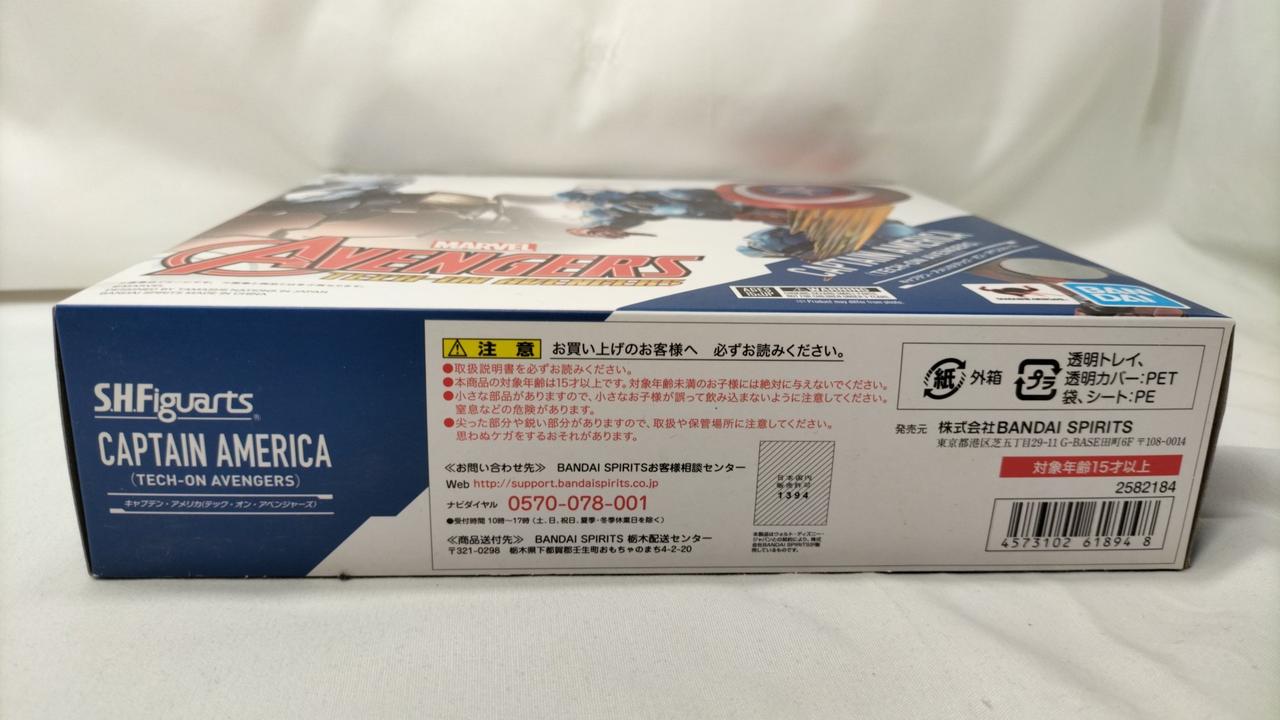 MARVEL
AVENGERS
TECH-ON AVENGERS
BANDAI SPIRITS MADE IN CHINA
CAPTAIN AMERICA
TECH-ON AVENGERS
WARNING
BAN
DAI
S.H.Figuarts
CAPTAIN AMERICA
(TECH-ON AVENGERS)
キャプテン・アメリカ(テック・オン・アベンジャーズ)
注意 お買い上げのお客様へ 必ずお読みください。
●取扱説明書を必ずお読みください。
●本商品の対象年齢は15才以上です。対象年齢未満のお子様には絶対に与えないでください。
●小さな部品がありますので、小さなお子様が誤って飲み込まないように注意してください。
窒息などの危険があります。
●尖った部分や鋭い部分がありますので、取扱や保管場所に注意してください。
思わぬケガをするおそれがあります。
≪お問い合わせ先≫ BANDAI SPIRITSお客様相談センター
Web http://support.bandaispirits.co.jp
ナビダイヤル 0570-078-001
●受付時間 10時〜17時 (土、日、祝日、夏季・冬季休業日を除く)
≪商品送付先≫ BANDAI SPIRITS 栃木配送センター
〒321-0298 栃木県下都賀郡壬生町おもちゃのまち4-2-20
日本国内
販売許可
1394
紙 外箱
プラ 透明トレイ、
透明カバー:PET
袋、シート:PE
発売元 株式会社BANDAI SPIRITS
東京都港区芝五丁目29-11 G-BASE田町6F 〒108-0014
対象年齢15才以上
2582184
4573102 61894 8